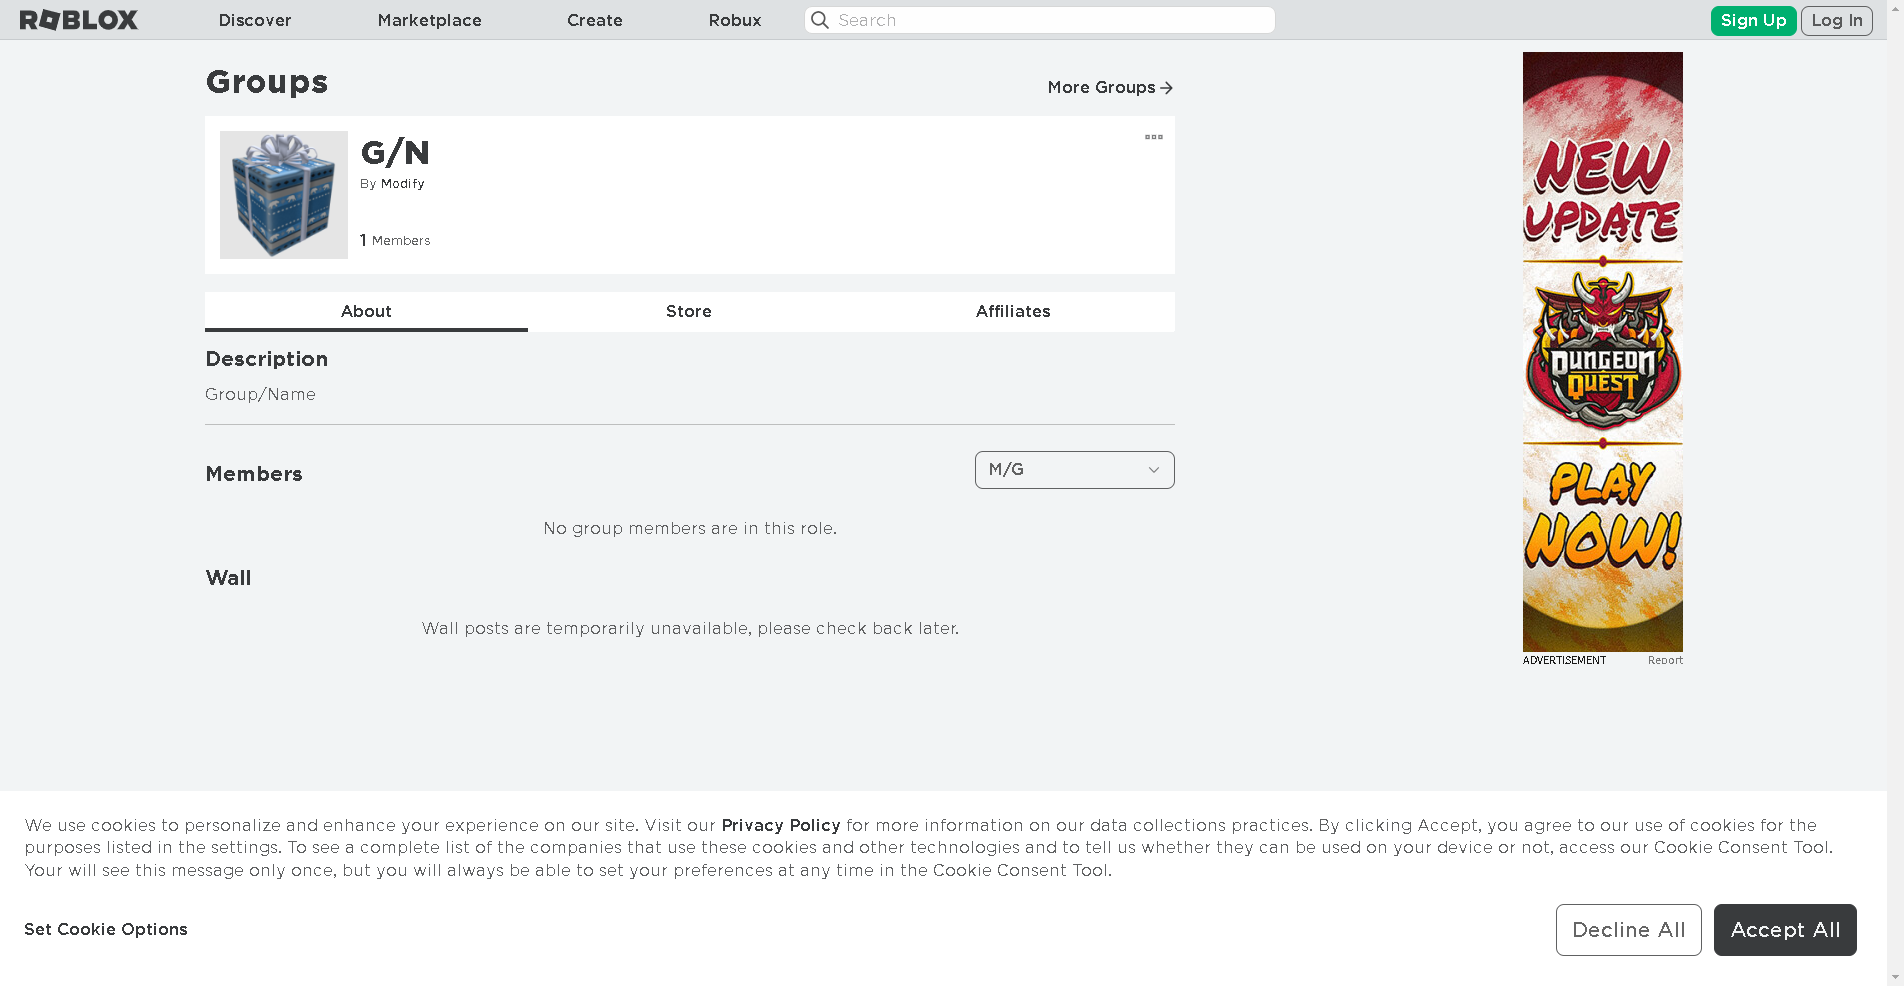 ROBLOX
Discover
Marketplace
Create
Robux
Search
Sign Up
Log In
Groups
More Groups
G/N
By Modify
1 Members
About
Store
Affiliates
Description
Group/Name
Members
M/G
No group members are in this role.
Wall
Wall posts are temporarily unavailable, please check back later.
NEW
UPDATE
DUNGEON
QUEST
PLAY
NOW!
ADVERTISEMENT
Report
We use cookies to personalize and enhance your experience on our site. Visit our Privacy Policy for more information on our data collections practices. By clicking Accept, you agree to our use of cookies for the
purposes listed in the settings. To see a complete list of the companies that use these cookies and other technologies and to tell us whether they can be used on your device or not, access our Cookie Consent Tool.
Your will see this message only once, but you will always be able to set your preferences at any time in the Cookie Consent Tool.
Set Cookie Options
Decline All
Accept All